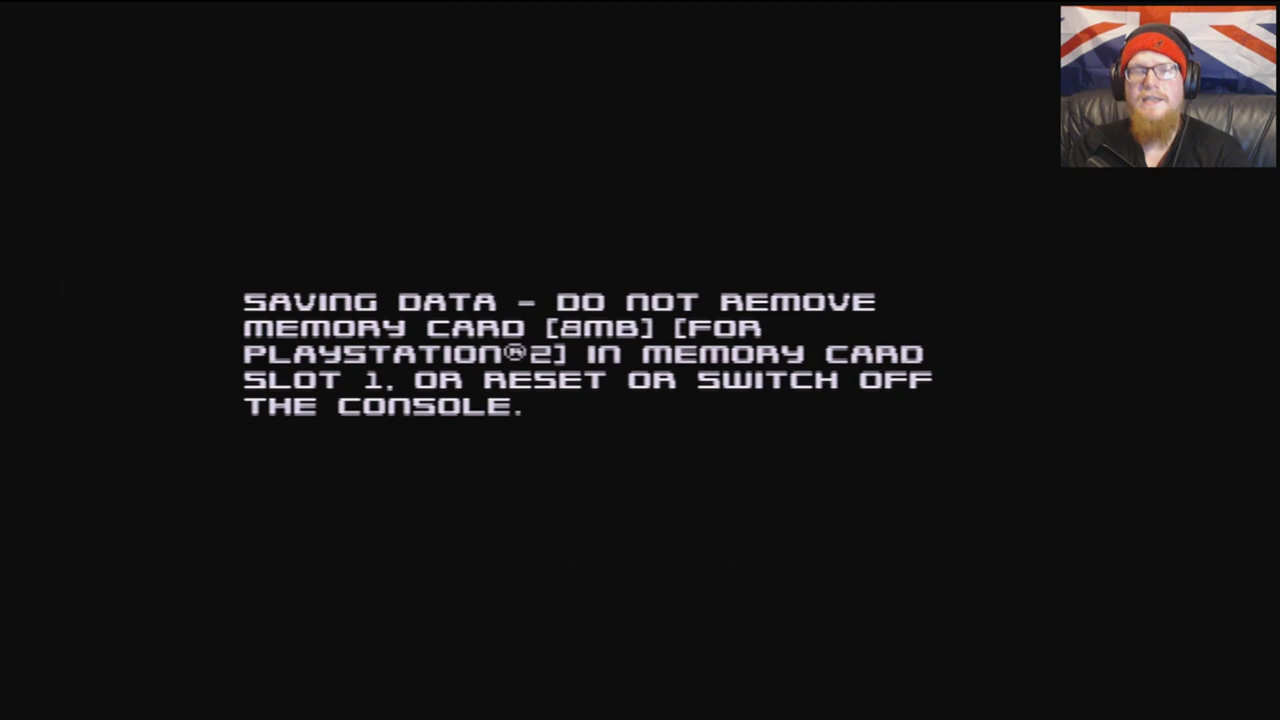 SAVING DATA - DO NOT REMOVE
MEMORY CARD [8MB] [FOR
PLAYSTATION®2] IN MEMORY CARD
SLOT 1, OR RESET OR SWITCH OFF
THE CONSOLE.